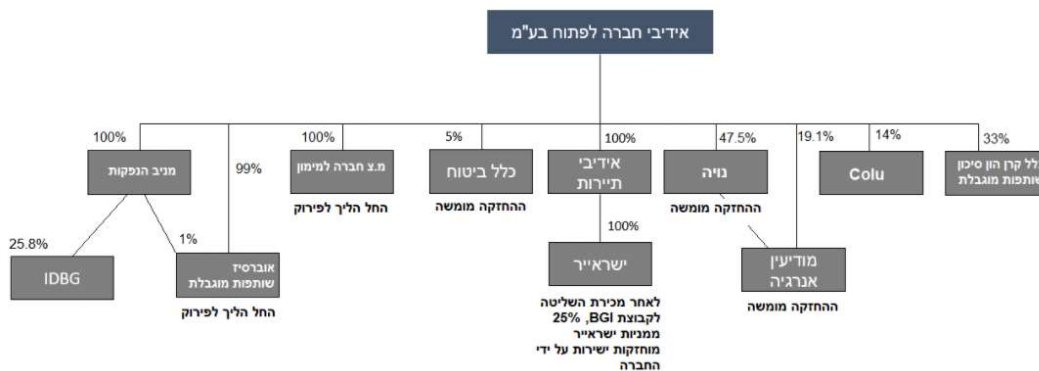 אידיבי חברה לפתוח בע"מ
100%
99%
100%
5%
100%
47.5%
19.1%
14%
33%
מניב הנפקות
מ.צ חברה למימון
החל הליך לפירוק
כלל ביטוח
ההחזקה מומשה
אידיבי
תיירות
נויה
ההחזקה מומשה
Colu
כלל קרן הון סיכון
שותפות מוגבלת
25.8%
IDBG
1%
אוברסיז
שותפות מוגבלת
החל הליך לפירוק
100%
ישראייר
לאחר מכירת השליטה
לקבוצת BGI, 25%
ממניות ישראייר
מוחזקות ישירות על ידי
החברה
מודיעין
אנרגיה
ההחזקה מומשה